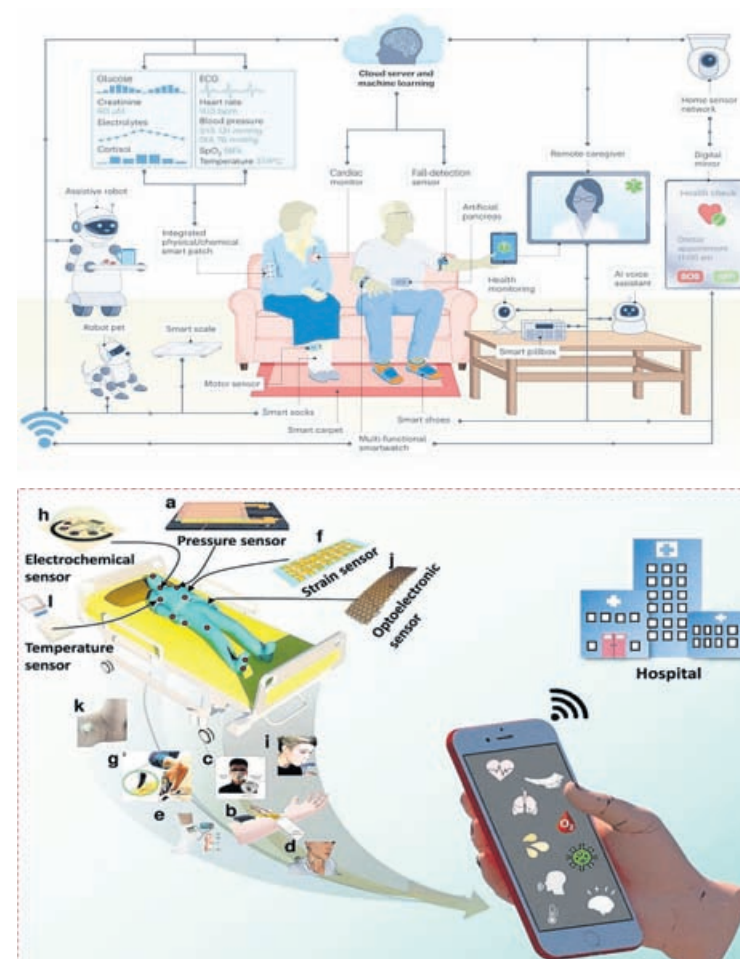 Cloud server and
machine learning
Glucose
Creatinine
Electrolytes
Cortisol
ECG
Heart rate
Blood pressure
SpO₂
Temperature
Home sensor
network
Cardiac
monitor
Fall-detection
sensor
Remote caregiver
Digital
mirror
Assistive robot
Artificial
pancreas
Health check
Integrated
physical/chemical
smart patch
SOS
Health
monitoring
AI voice
assistant
Robot pet
Smart scale
Smart pillbox
Motor sensor
Smart socks
Smart shoes
Smart carpet
Multi-functional
smartwatch
a
h
Pressure sensor
f
j
Electrochemical
sensor
Strain sensor
Optoelectronic
sensor
l
Temperature
sensor
Hospital
k
g
c
i
e
b
d
O₂